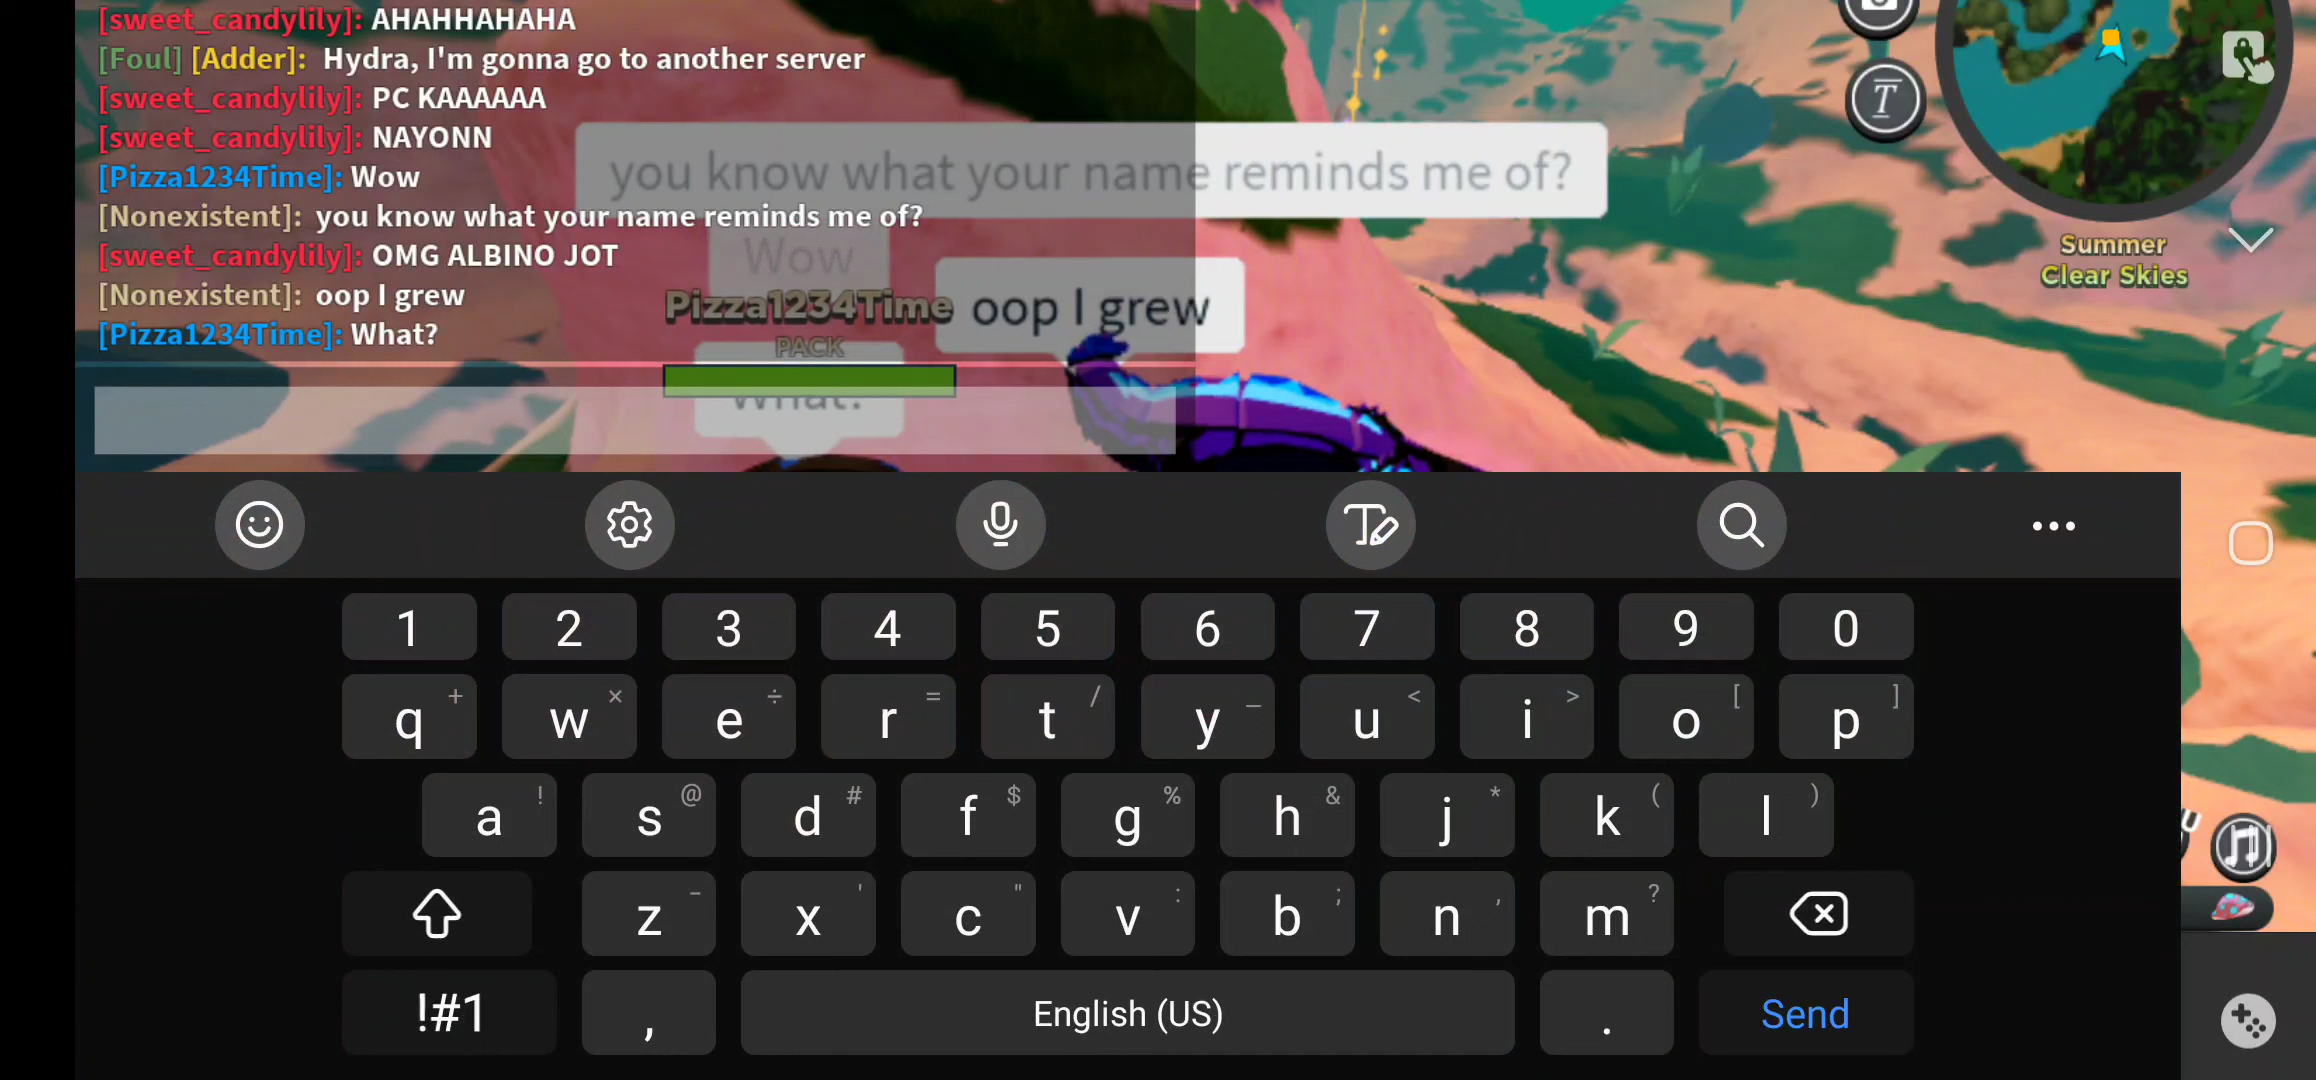 [sweet_candylily]: AHAHHAHAHA
[Foul] [Adder]: Hydra, I'm gonna go to another server
[sweet_candylily]: PC KAAAAAA
[sweet_candylily]: NAYONN
[Pizza1234Time]: Wow
[Nonexistent]: you know what your name reminds me of?
[sweet_candylily]: OMG ALBINO JOT
[Nonexistent]: oop I grew
[Pizza1234Time]: What?
you know what your name reminds me of?
Wow
Pizza1234Time
PACK
oop I grew
What?
T
Summer
Clear Skies
1 2 3 4 5 6 7 8 9 0
q + w × e ÷ r = t / y _ u < i > o [ p ]
a ! s @ d # f $ g % h & j * k ( l )
z - x ' c " v : b ; n , m ?
!#1 , English (US) . Send